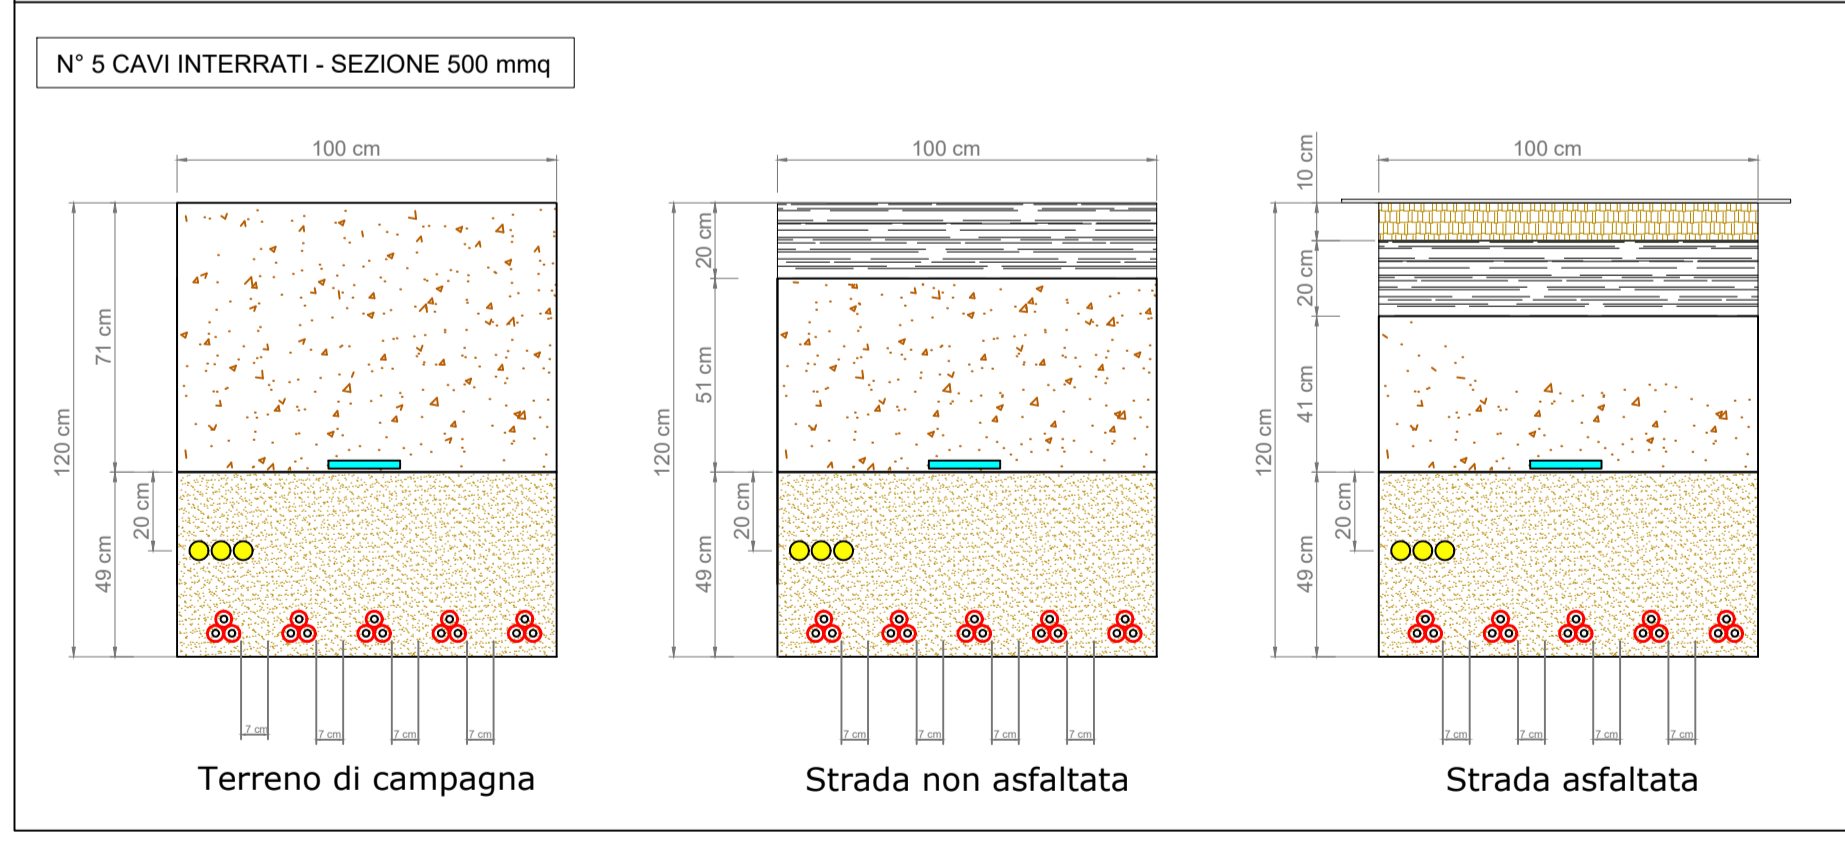 N° 5 CAVI INTERRATI - SEZIONE 500 mmq
100 cm
120 cm
71 cm
49 cm
20 cm
7 cm
7 cm
7 cm
7 cm
Terreno di campagna
100 cm
120 cm
20 cm
51 cm
49 cm
20 cm
7 cm
7 cm
7 cm
7 cm
Strada non asfaltata
100 cm
10 cm
120 cm
20 cm
41 cm
49 cm
20 cm
7 cm
7 cm
7 cm
7 cm
Strada asfaltata